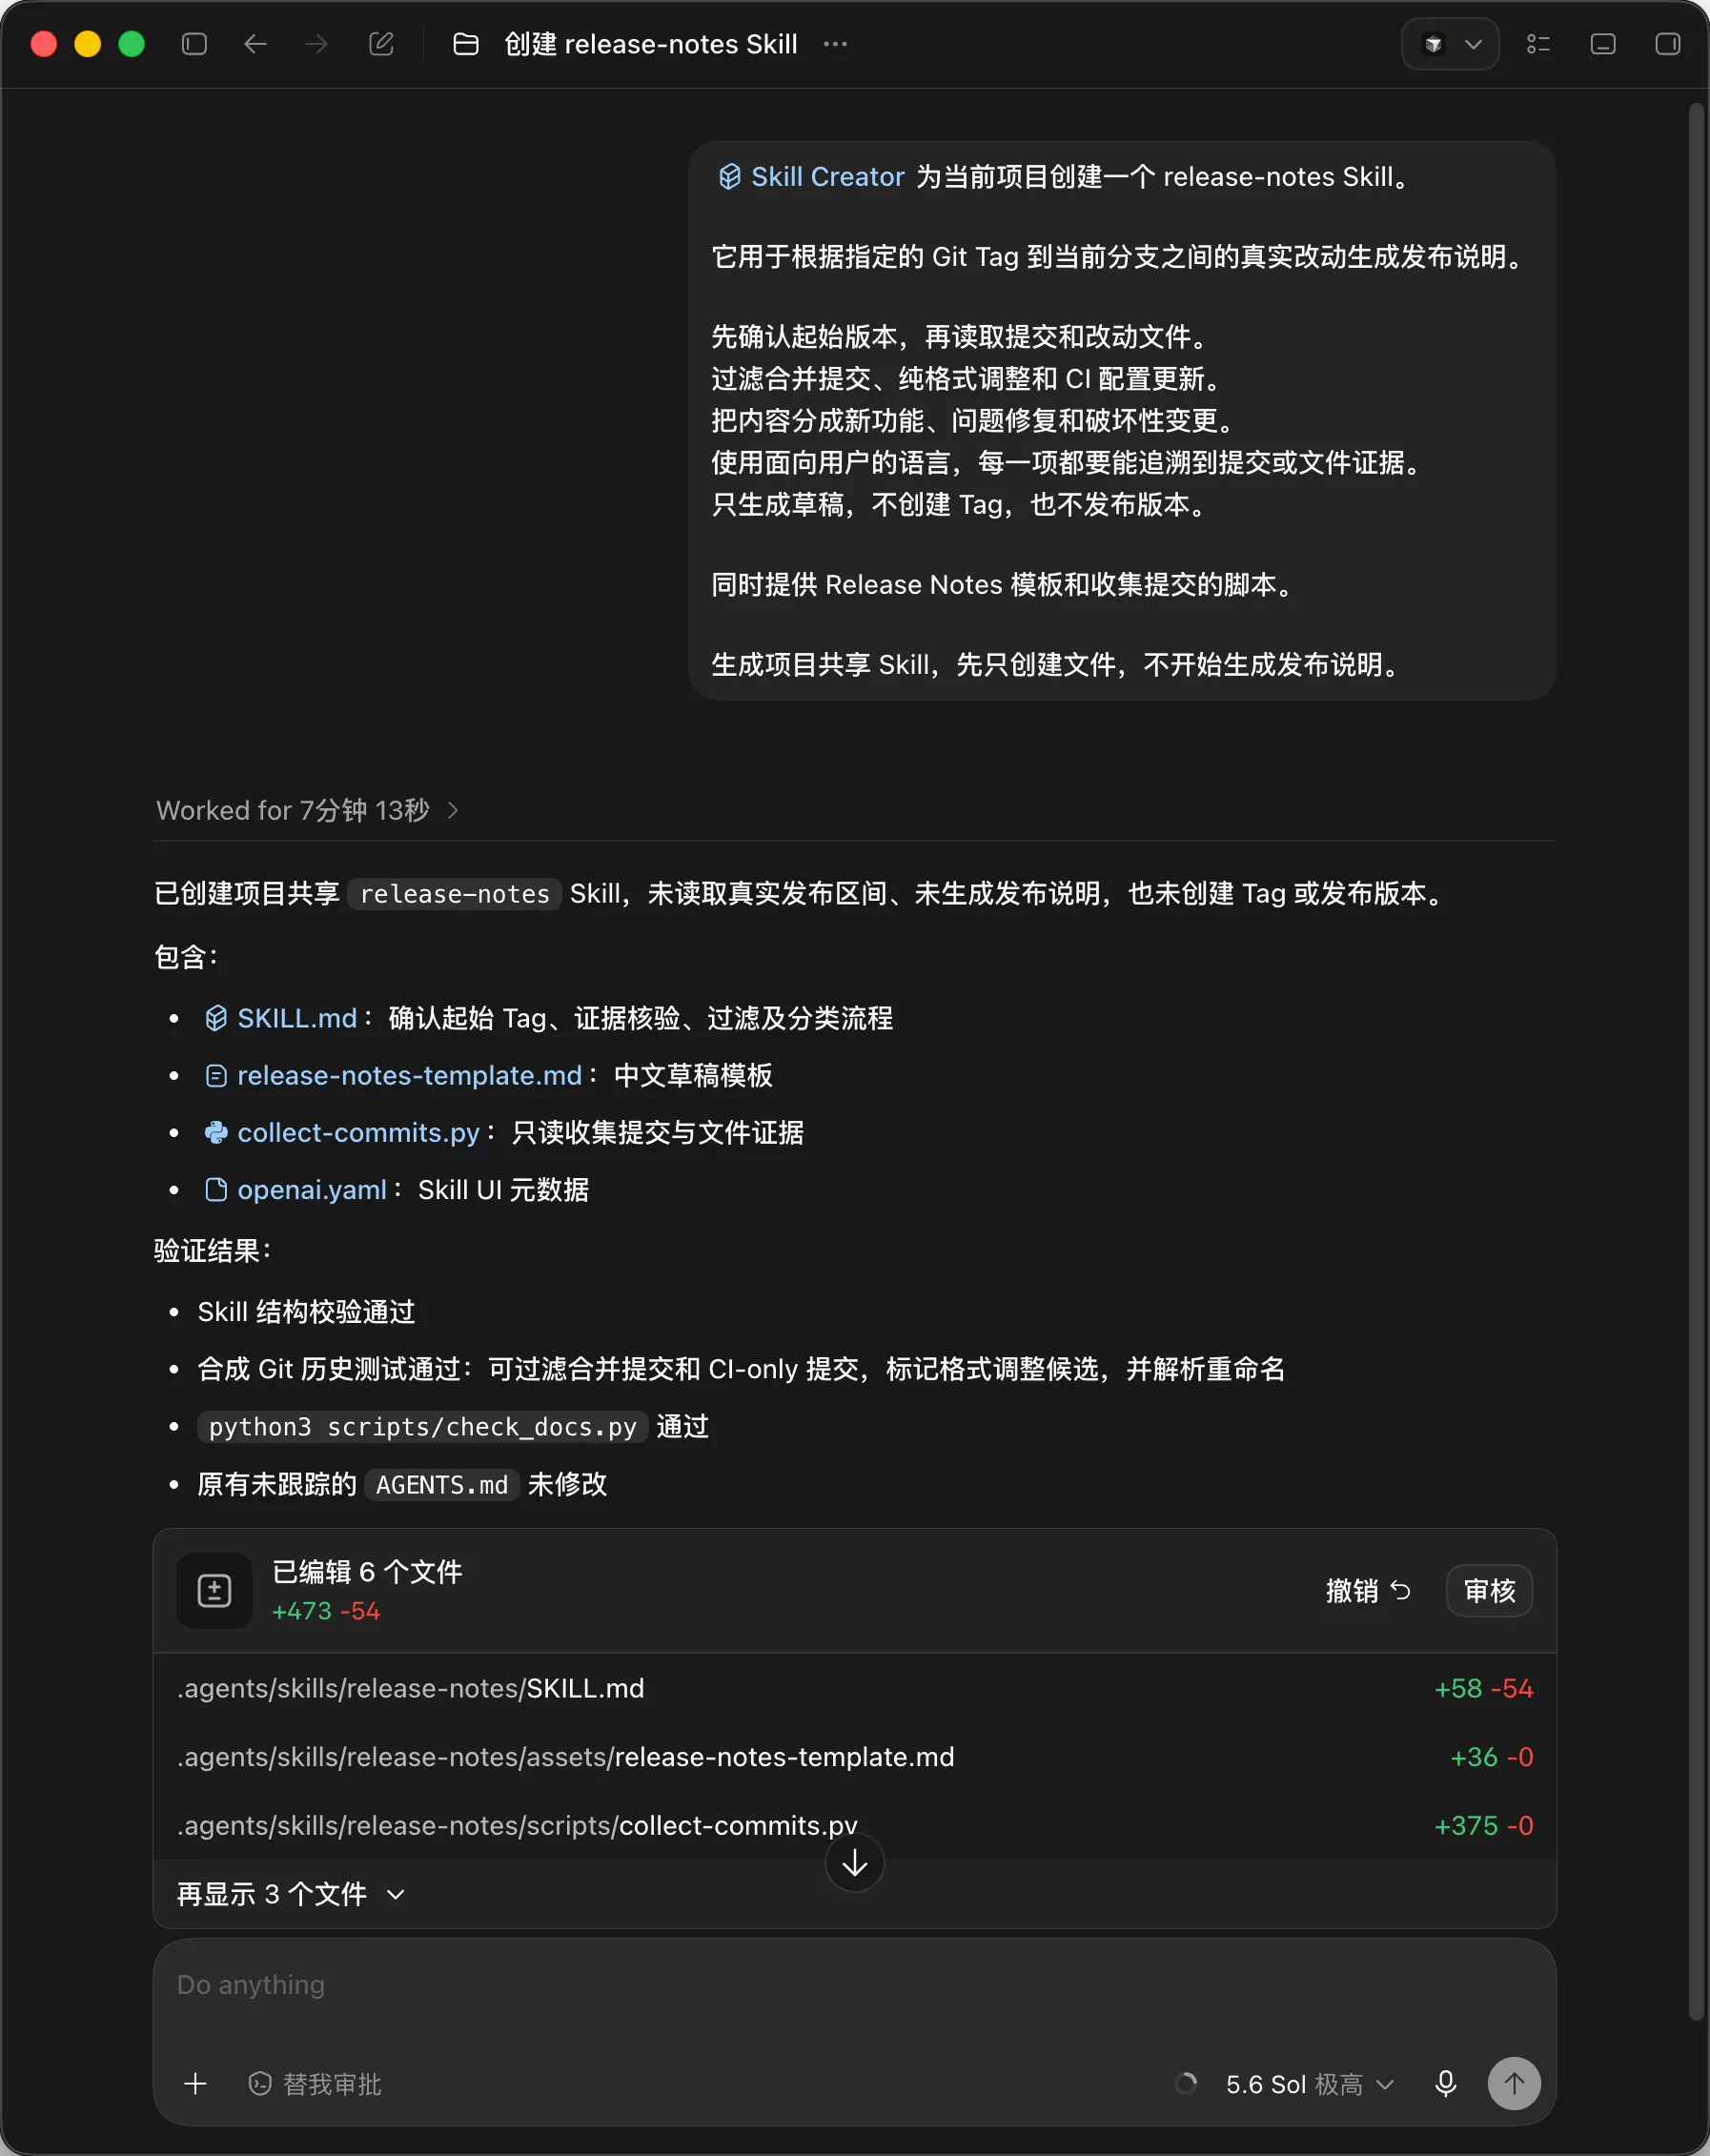 创建 release-notes Skill
Skill Creator 为当前项目创建一个 release-notes Skill。
它用于根据指定的 Git Tag 到当前分支之间的真实改动生成发布说明。
先确认起始版本，再读取提交和改动文件。
过滤合并提交、纯格式调整和 CI 配置更新。
把内容分成新功能、问题修复和破坏性变更。
使用面向用户的语言，每一项都要能追溯到提交或文件证据。
只生成草稿，不创建 Tag，也不发布版本。
同时提供 Release Notes 模板和收集提交的脚本。
生成项目共享 Skill，先只创建文件，不开始生成发布说明。
Worked for 7分钟 13秒
已创建项目共享 release-notes Skill，未读取真实发布区间、未生成发布说明，也未创建 Tag 或发布版本。
包含：
SKILL.md：确认起始 Tag、证据核验、过滤及分类流程
release-notes-template.md：中文草稿模板
collect-commits.py：只读收集提交与文件证据
openai.yaml：Skill UI 元数据
验证结果：
Skill 结构校验通过
合成 Git 历史测试通过：可过滤合并提交和 CI-only 提交，标记格式调整候选，并解析重命名
python3 scripts/check_docs.py 通过
原有未跟踪的 AGENTS.md 未修改
已编辑 6 个文件
+473 -54
撤销
审核
.agents/skills/release-notes/SKILL.md +58 -54
.agents/skills/release-notes/assets/release-notes-template.md +36 -0
.agents/skills/release-notes/scripts/collect-commits.py +375 -0
再显示 3 个文件
Do anything
替我审批
5.6 Sol 极高